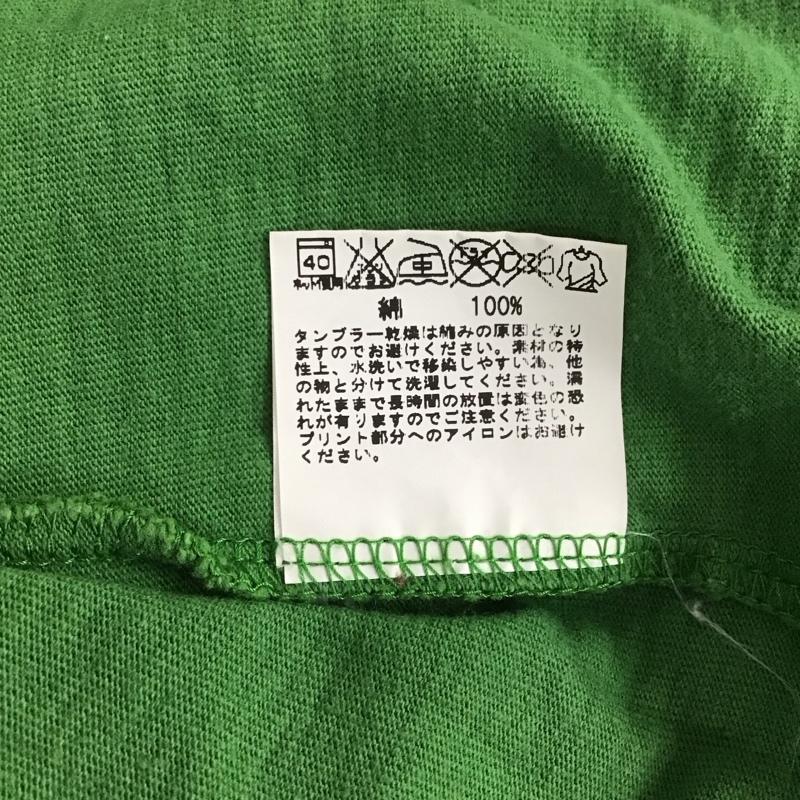 40
ネット使用
中
綿 100%
タンブラー乾燥は縮みの原因となり
ますのでお避けください。素材の特
性上、水洗いで移染しやすい為、他
の物と分けて洗濯してください。濡
れたままで長時間の放置は変色の恐
れが有りますのでご注意ください。
プリント部分へのアイロンはお避け
ください。